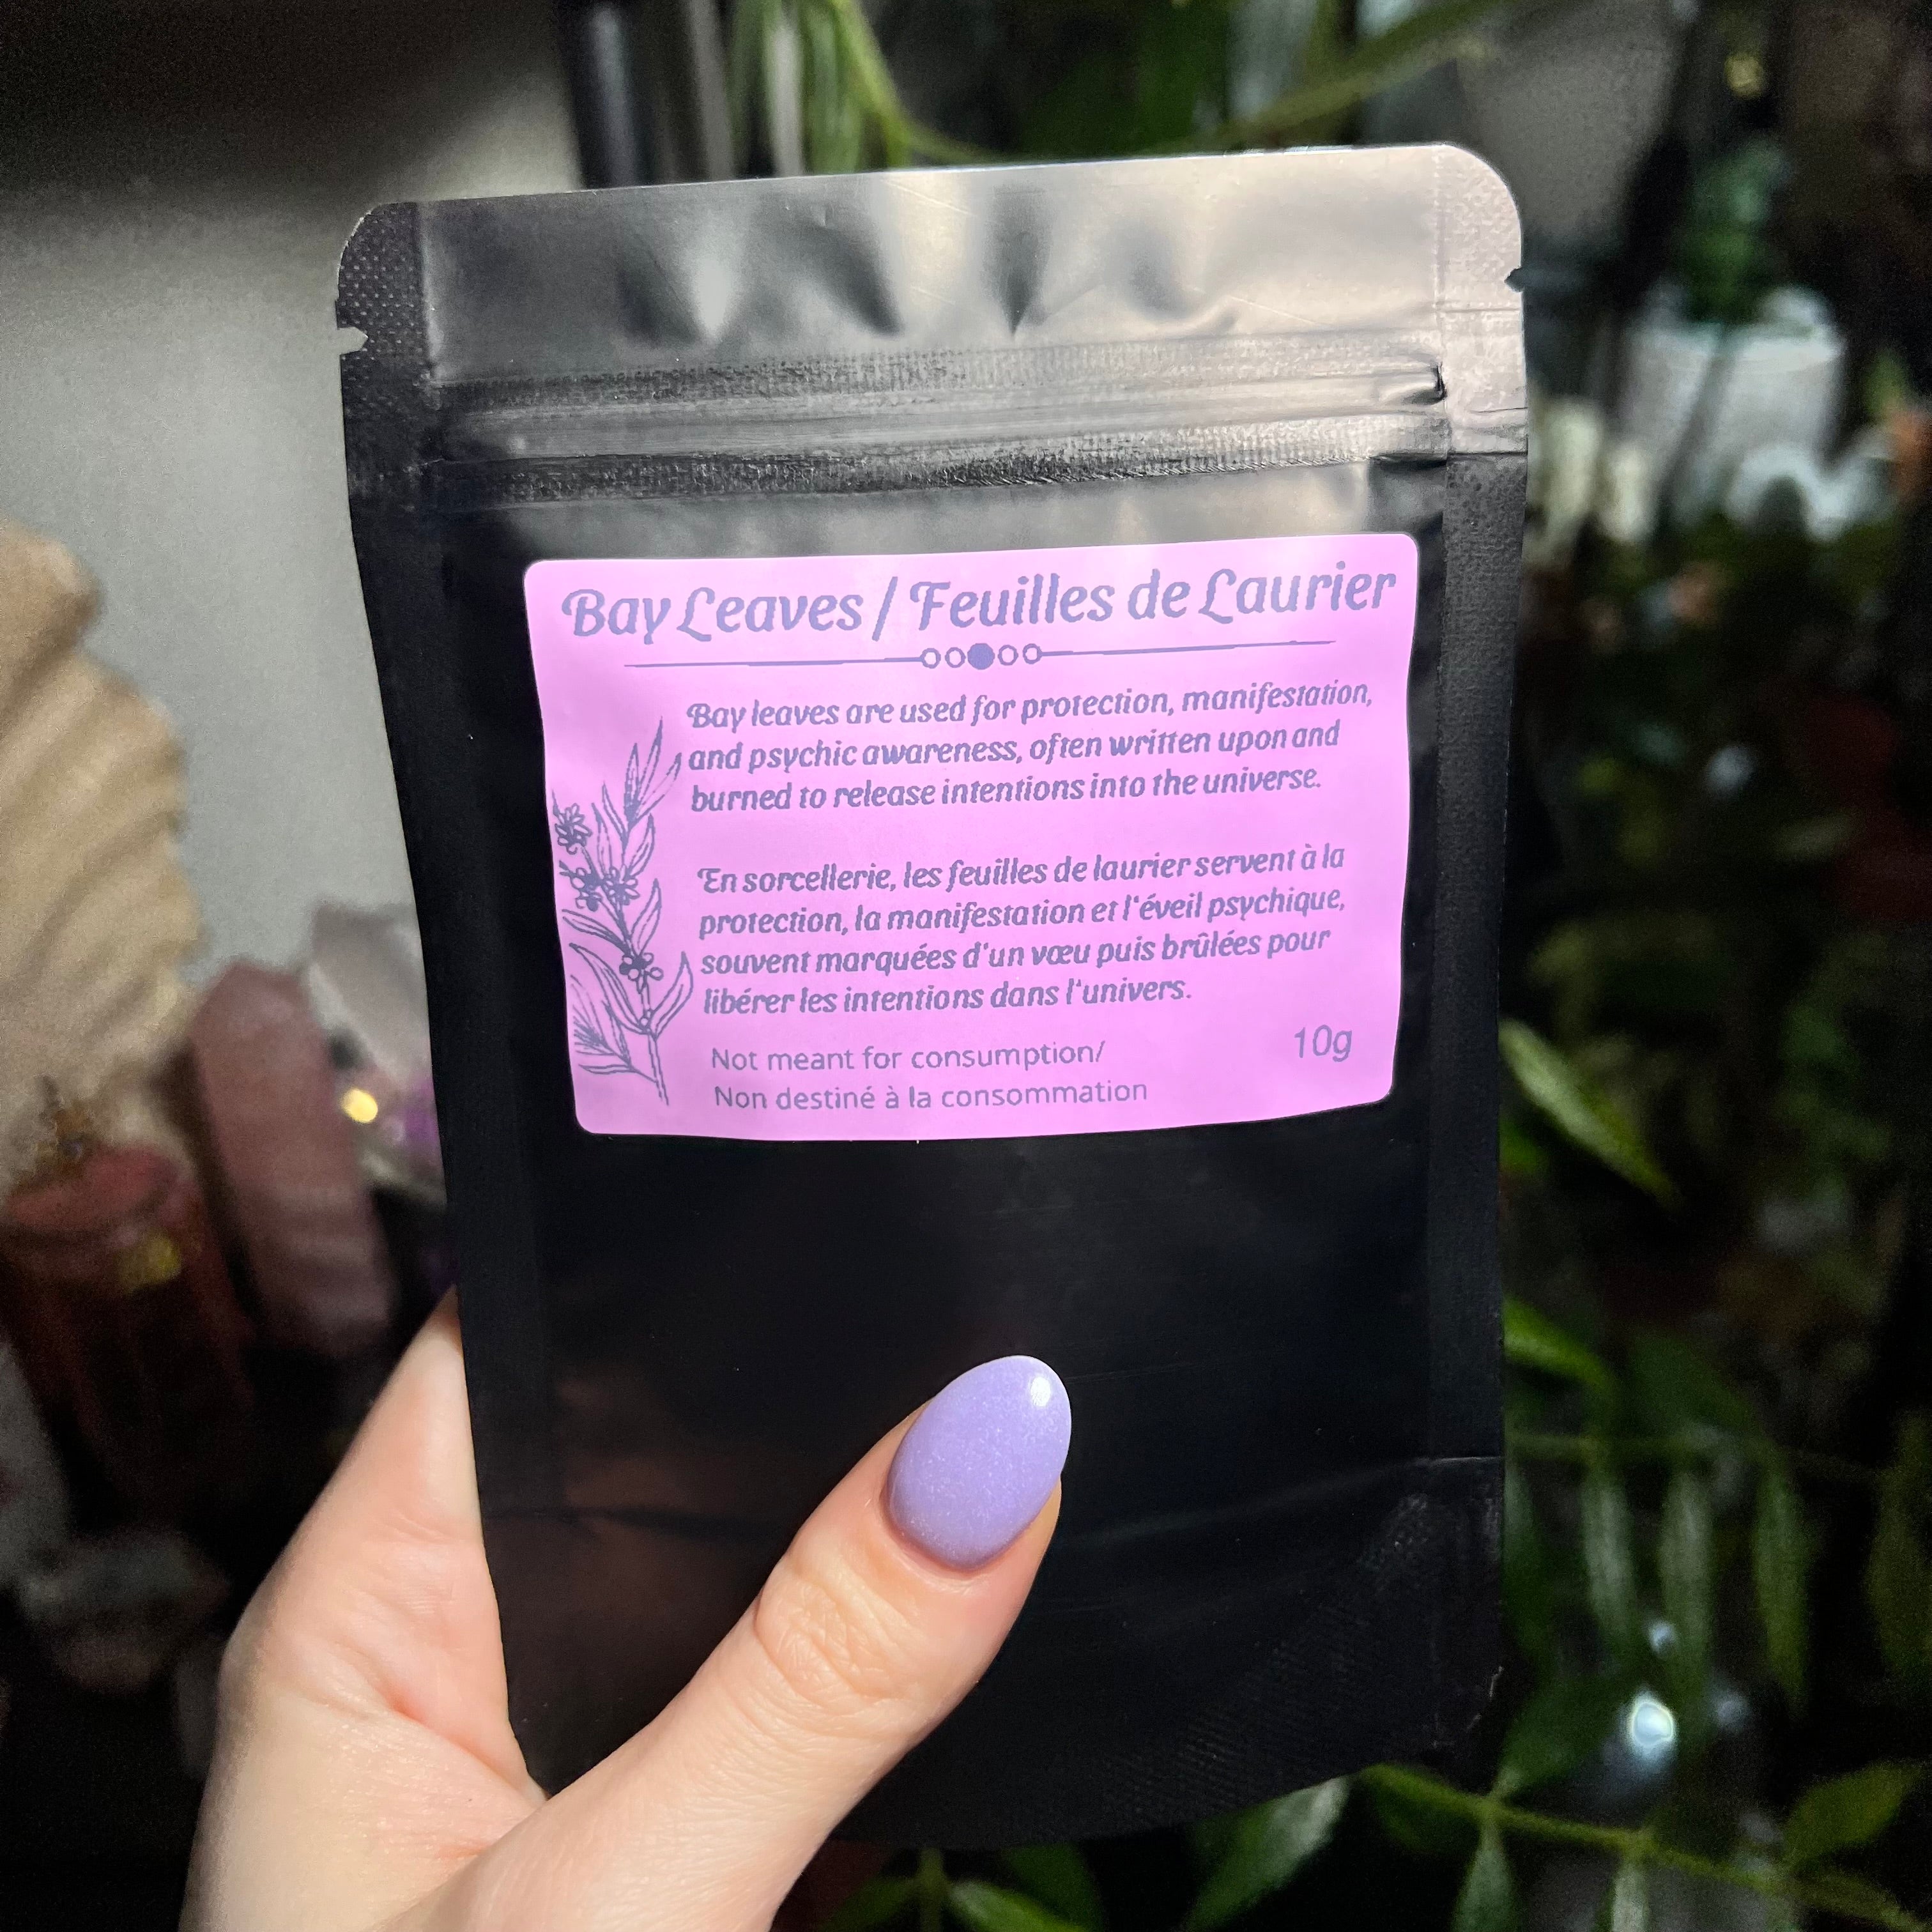 Bay Leaves / Feuilles de Laurier
Bay leaves are used for protection, manifestation,
and psychic awareness, often written upon and
burned to release intentions into the universe.
En sorcellerie, les feuilles de laurier servent à la
protection, la manifestation et l'éveil psychique,
souvent marquées d'un vœu puis brûlées pour
libérer les intentions dans l'univers.
Not meant for consumption/
Non destiné à la consommation
10g